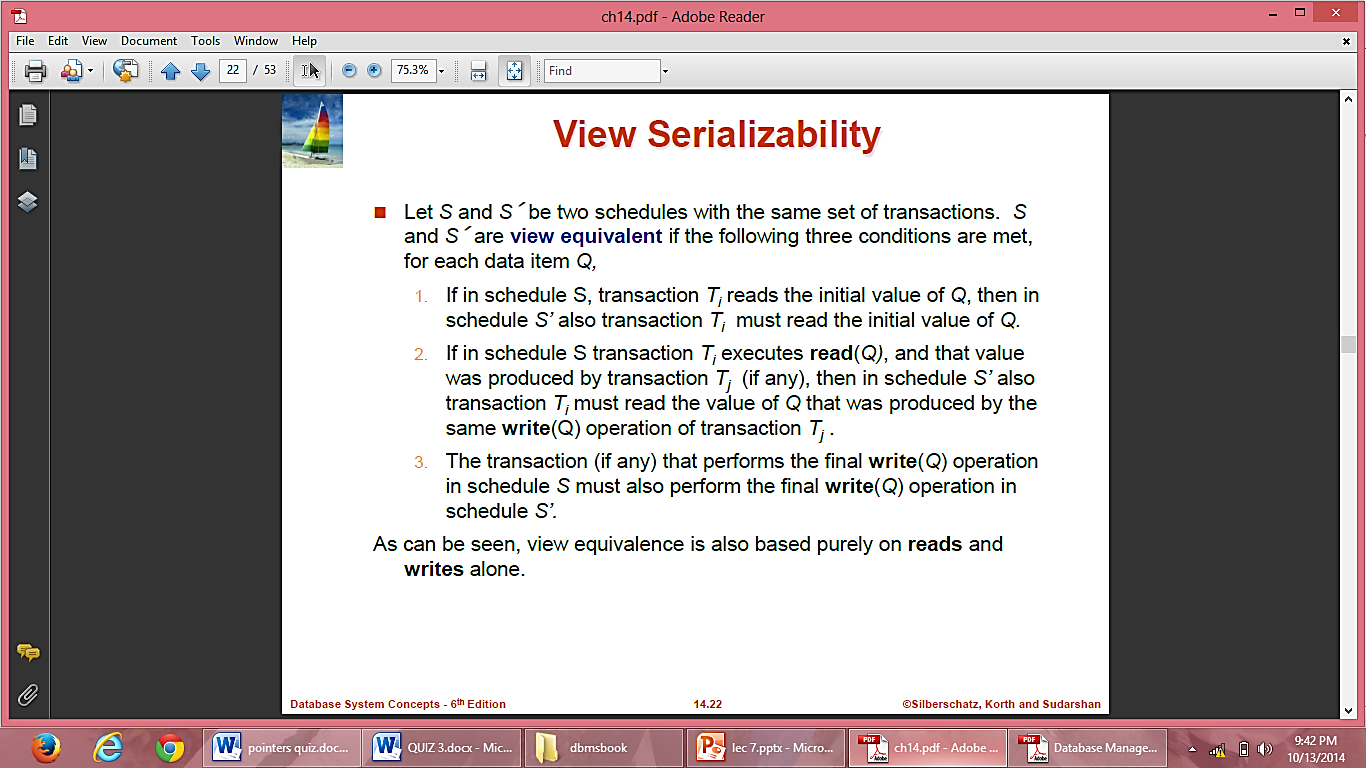 ch14.pdf - Adobe Reader
File Edit View Document Tools Window Help
22 / 53 75.3% Find
View Serializability
Let S and S´ be two schedules with the same set of transactions. S
and S´ are view equivalent if the following three conditions are met,
for each data item Q,
1. If in schedule S, transaction Ti reads the initial value of Q, then in
schedule S’ also transaction Ti must read the initial value of Q.
2. If in schedule S transaction Ti executes read(Q), and that value
was produced by transaction Tj (if any), then in schedule S’ also
transaction Ti must read the value of Q that was produced by the
same write(Q) operation of transaction Tj .
3. The transaction (if any) that performs the final write(Q) operation
in schedule S must also perform the final write(Q) operation in
schedule S’.
As can be seen, view equivalence is also based purely on reads and
writes alone.
Database System Concepts - 6th Edition 14.22 ©Silberschatz, Korth and Sudarshan
pointers quiz.doc... QUIZ 3.docx - Mic... dbmsbook lec 7.pptx - Micro... ch14.pdf - Adobe ... Database Manage... 9:42 PM
10/13/2014